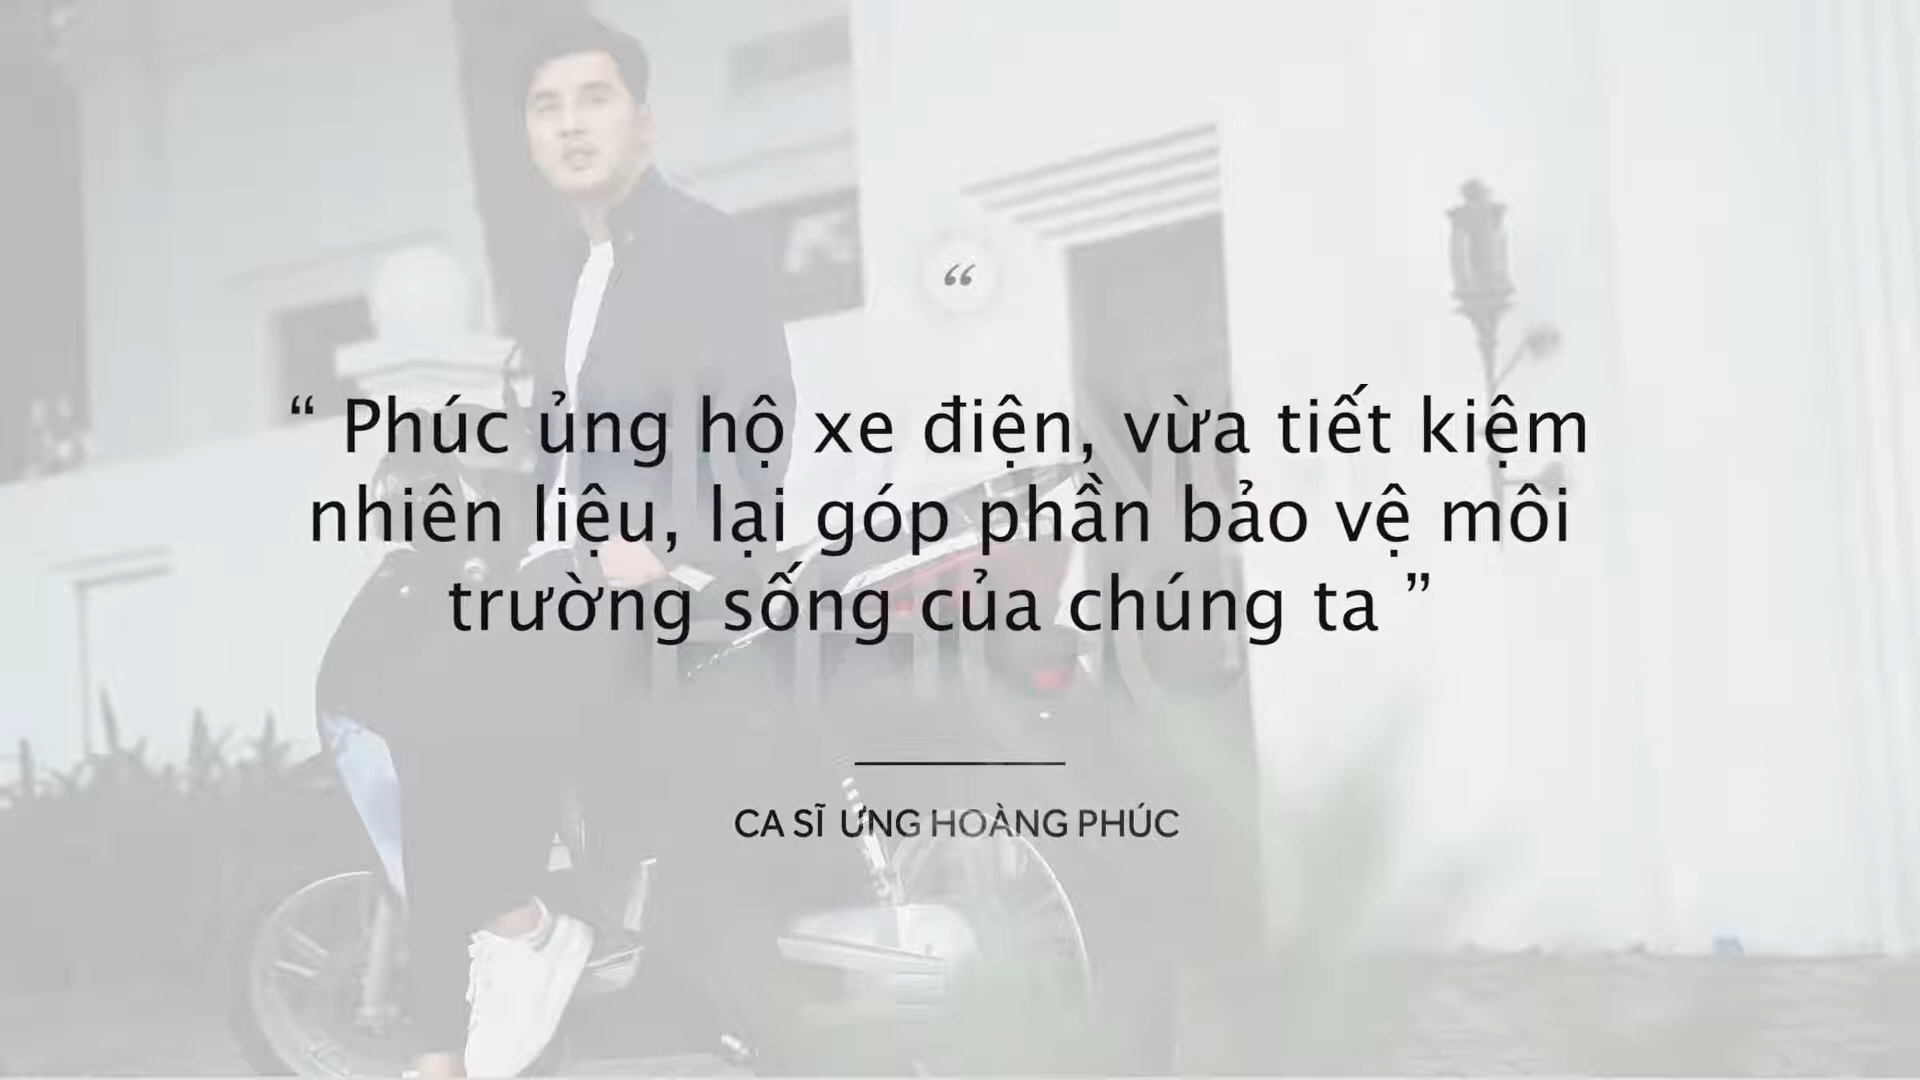 “
“ Phúc ủng hộ xe điện, vừa tiết kiệm
nhiên liệu, lại góp phần bảo vệ môi
trường sống của chúng ta ”
CA SĨ ƯNG HOÀNG PHÚC